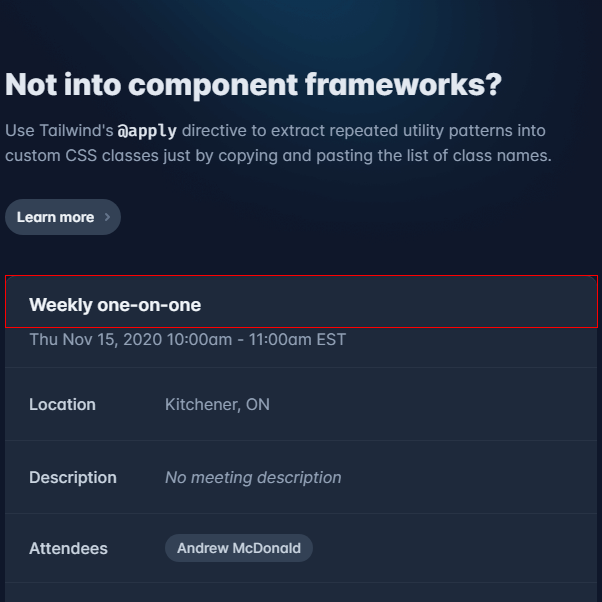 Not into component frameworks?
Use Tailwind's @apply directive to extract repeated utility patterns into
custom CSS classes just by copying and pasting the list of class names.
Learn more
Weekly one-on-one
Thu Nov 15, 2020 10:00am - 11:00am EST
Location Kitchener, ON
Description No meeting description
Attendees Andrew McDonald